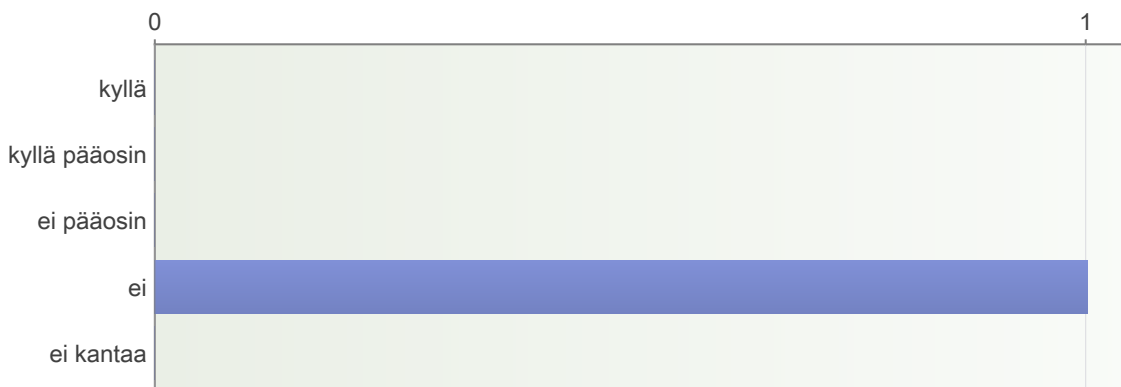 0 1
kyllä
kyllä pääosin
ei pääosin
ei
ei kantaa